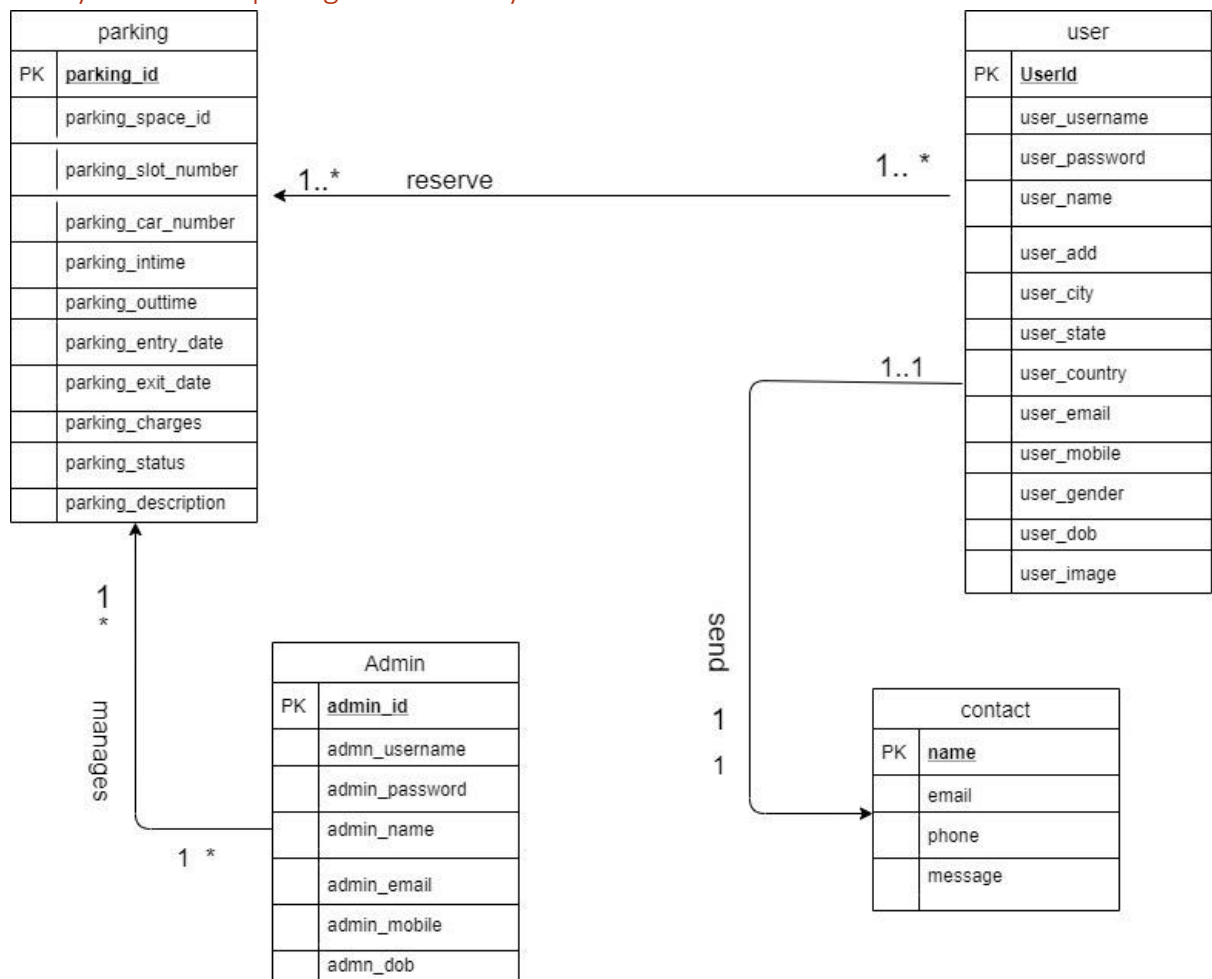 parking
PK parking_id
parking_space_id
parking_slot_number
parking_car_number
parking_intime
parking_outtime
parking_entry_date
parking_exit_date
parking_charges
parking_status
parking_description
1..* reserve 1.. *
user
PK UserId
user_username
user_password
user_name
user_add
user_city
user_state
user_country
user_email
user_mobile
user_gender
user_dob
user_image
1..1
send
1
1
1
*
manages
1 *
Admin
PK admin_id
admn_username
admin_password
admin_name
admin_email
admin_mobile
admn_dob
contact
PK name
email
phone
message